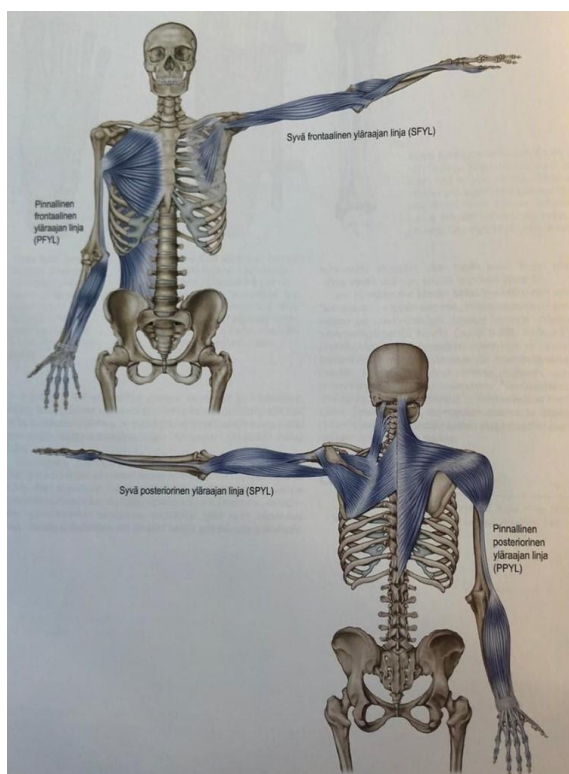 Syvä frontaalinen yläraajan linja (SFYL)
Pinnallinen
frontaalinen
yläraajan linja
(PFYL)
Syvä posteriorinen yläraajan linja (SPYL)
Pinnallinen
posteriorinen
yläraajan linja
(PPYL)